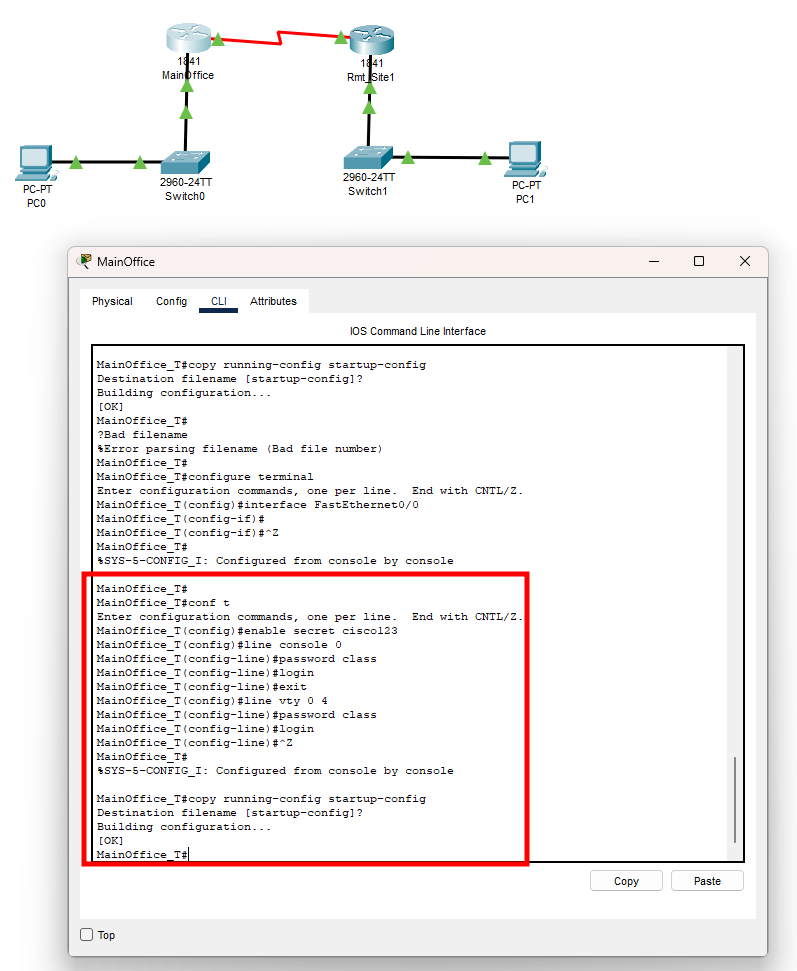 1841
MainOffice
1841
Rmt_Site1
PC-PT
PC0
2960-24TT
Switch0
2960-24TT
Switch1
PC-PT
PC1
MainOffice
Physical Config CLI Attributes
IOS Command Line Interface
MainOffice_T#copy running-config startup-config
Destination filename [startup-config]?
Building configuration...
[OK]
MainOffice_T#
?Bad filename
%Error parsing filename (Bad file number)
MainOffice_T#
MainOffice_T#configure terminal
Enter configuration commands, one per line.  End with CNTL/Z.
MainOffice_T(config)#interface FastEthernet0/0
MainOffice_T(config-if)#
MainOffice_T(config-if)#^Z
MainOffice_T#
%SYS-5-CONFIG_I: Configured from console by console
MainOffice_T#
MainOffice_T#conf t
Enter configuration commands, one per line.  End with CNTL/Z.
MainOffice_T(config)#enable secret cisco123
MainOffice_T(config)#line console 0
MainOffice_T(config-line)#password class
MainOffice_T(config-line)#login
MainOffice_T(config-line)#exit
MainOffice_T(config)#line vty 0 4
MainOffice_T(config-line)#password class
MainOffice_T(config-line)#login
MainOffice_T(config-line)#^Z
MainOffice_T#
%SYS-5-CONFIG_I: Configured from console by console
MainOffice_T#copy running-config startup-config
Destination filename [startup-config]?
Building configuration...
[OK]
MainOffice_T#
Copy Paste
Top